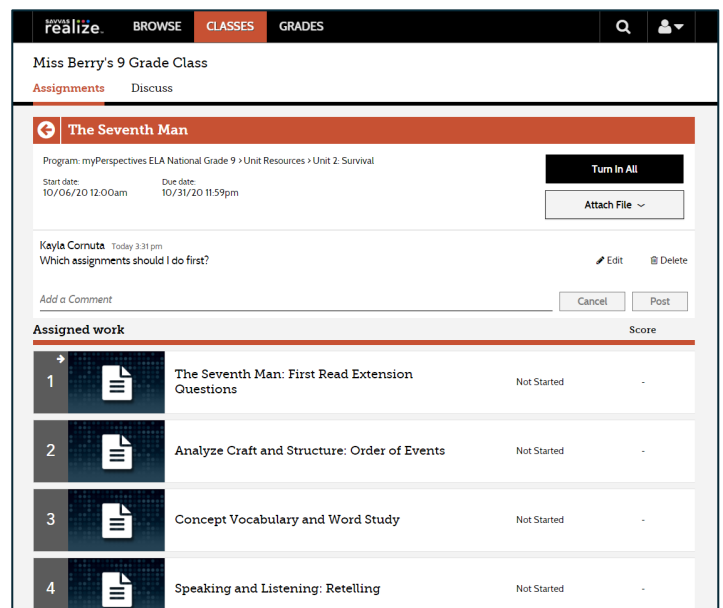 SAVVAS
realize. BROWSE CLASSES GRADES
Miss Berry's 9 Grade Class
Assignments Discuss
The Seventh Man
Program: myPerspectives ELA National Grade 9 › Unit Resources › Unit 2: Survival
Turn In All
Start date: Due date:
10/06/20 12:00am 10/31/20 11:59pm
Attach File
Kayla Cornuta Today 3:31 pm
Which assignments should I do first?
Edit Delete
Add a Comment
Cancel Post
Assigned work Score
1 The Seventh Man: First Read Extension
Questions
Not Started -
2 Analyze Craft and Structure: Order of Events Not Started -
3 Concept Vocabulary and Word Study Not Started -
4 Speaking and Listening: Retelling Not Started -